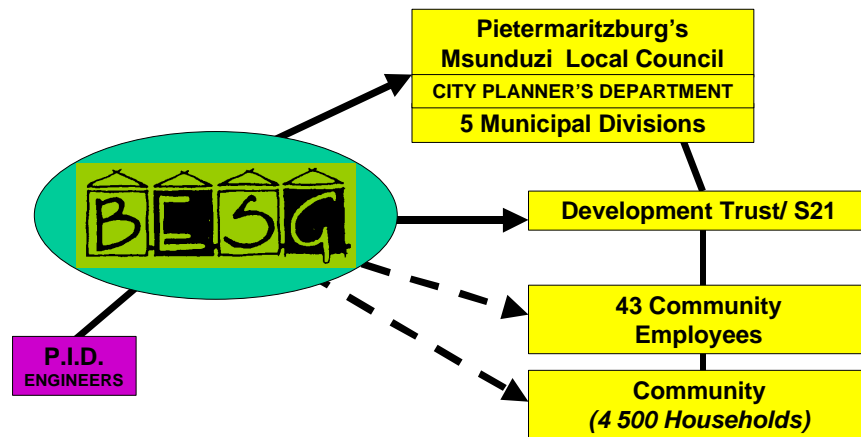 Pietermaritzburg's
Msunduzi Local Council
CITY PLANNER'S DEPARTMENT
5 Municipal Divisions
BESG
Development Trust/ S21
43 Community
Employees
P.I.D.
ENGINEERS
Community
(4 500 Households)